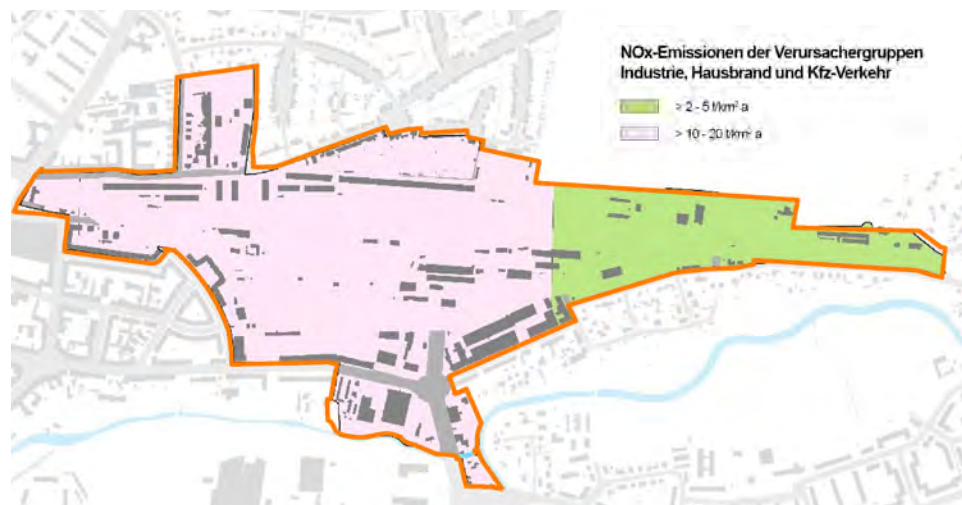 NOx-Emissionen der Verursachergruppen
Industrie, Hausbrand und Kfz-Verkehr
> 2 - 5 t/km² a
> 10 - 20 t/km² a